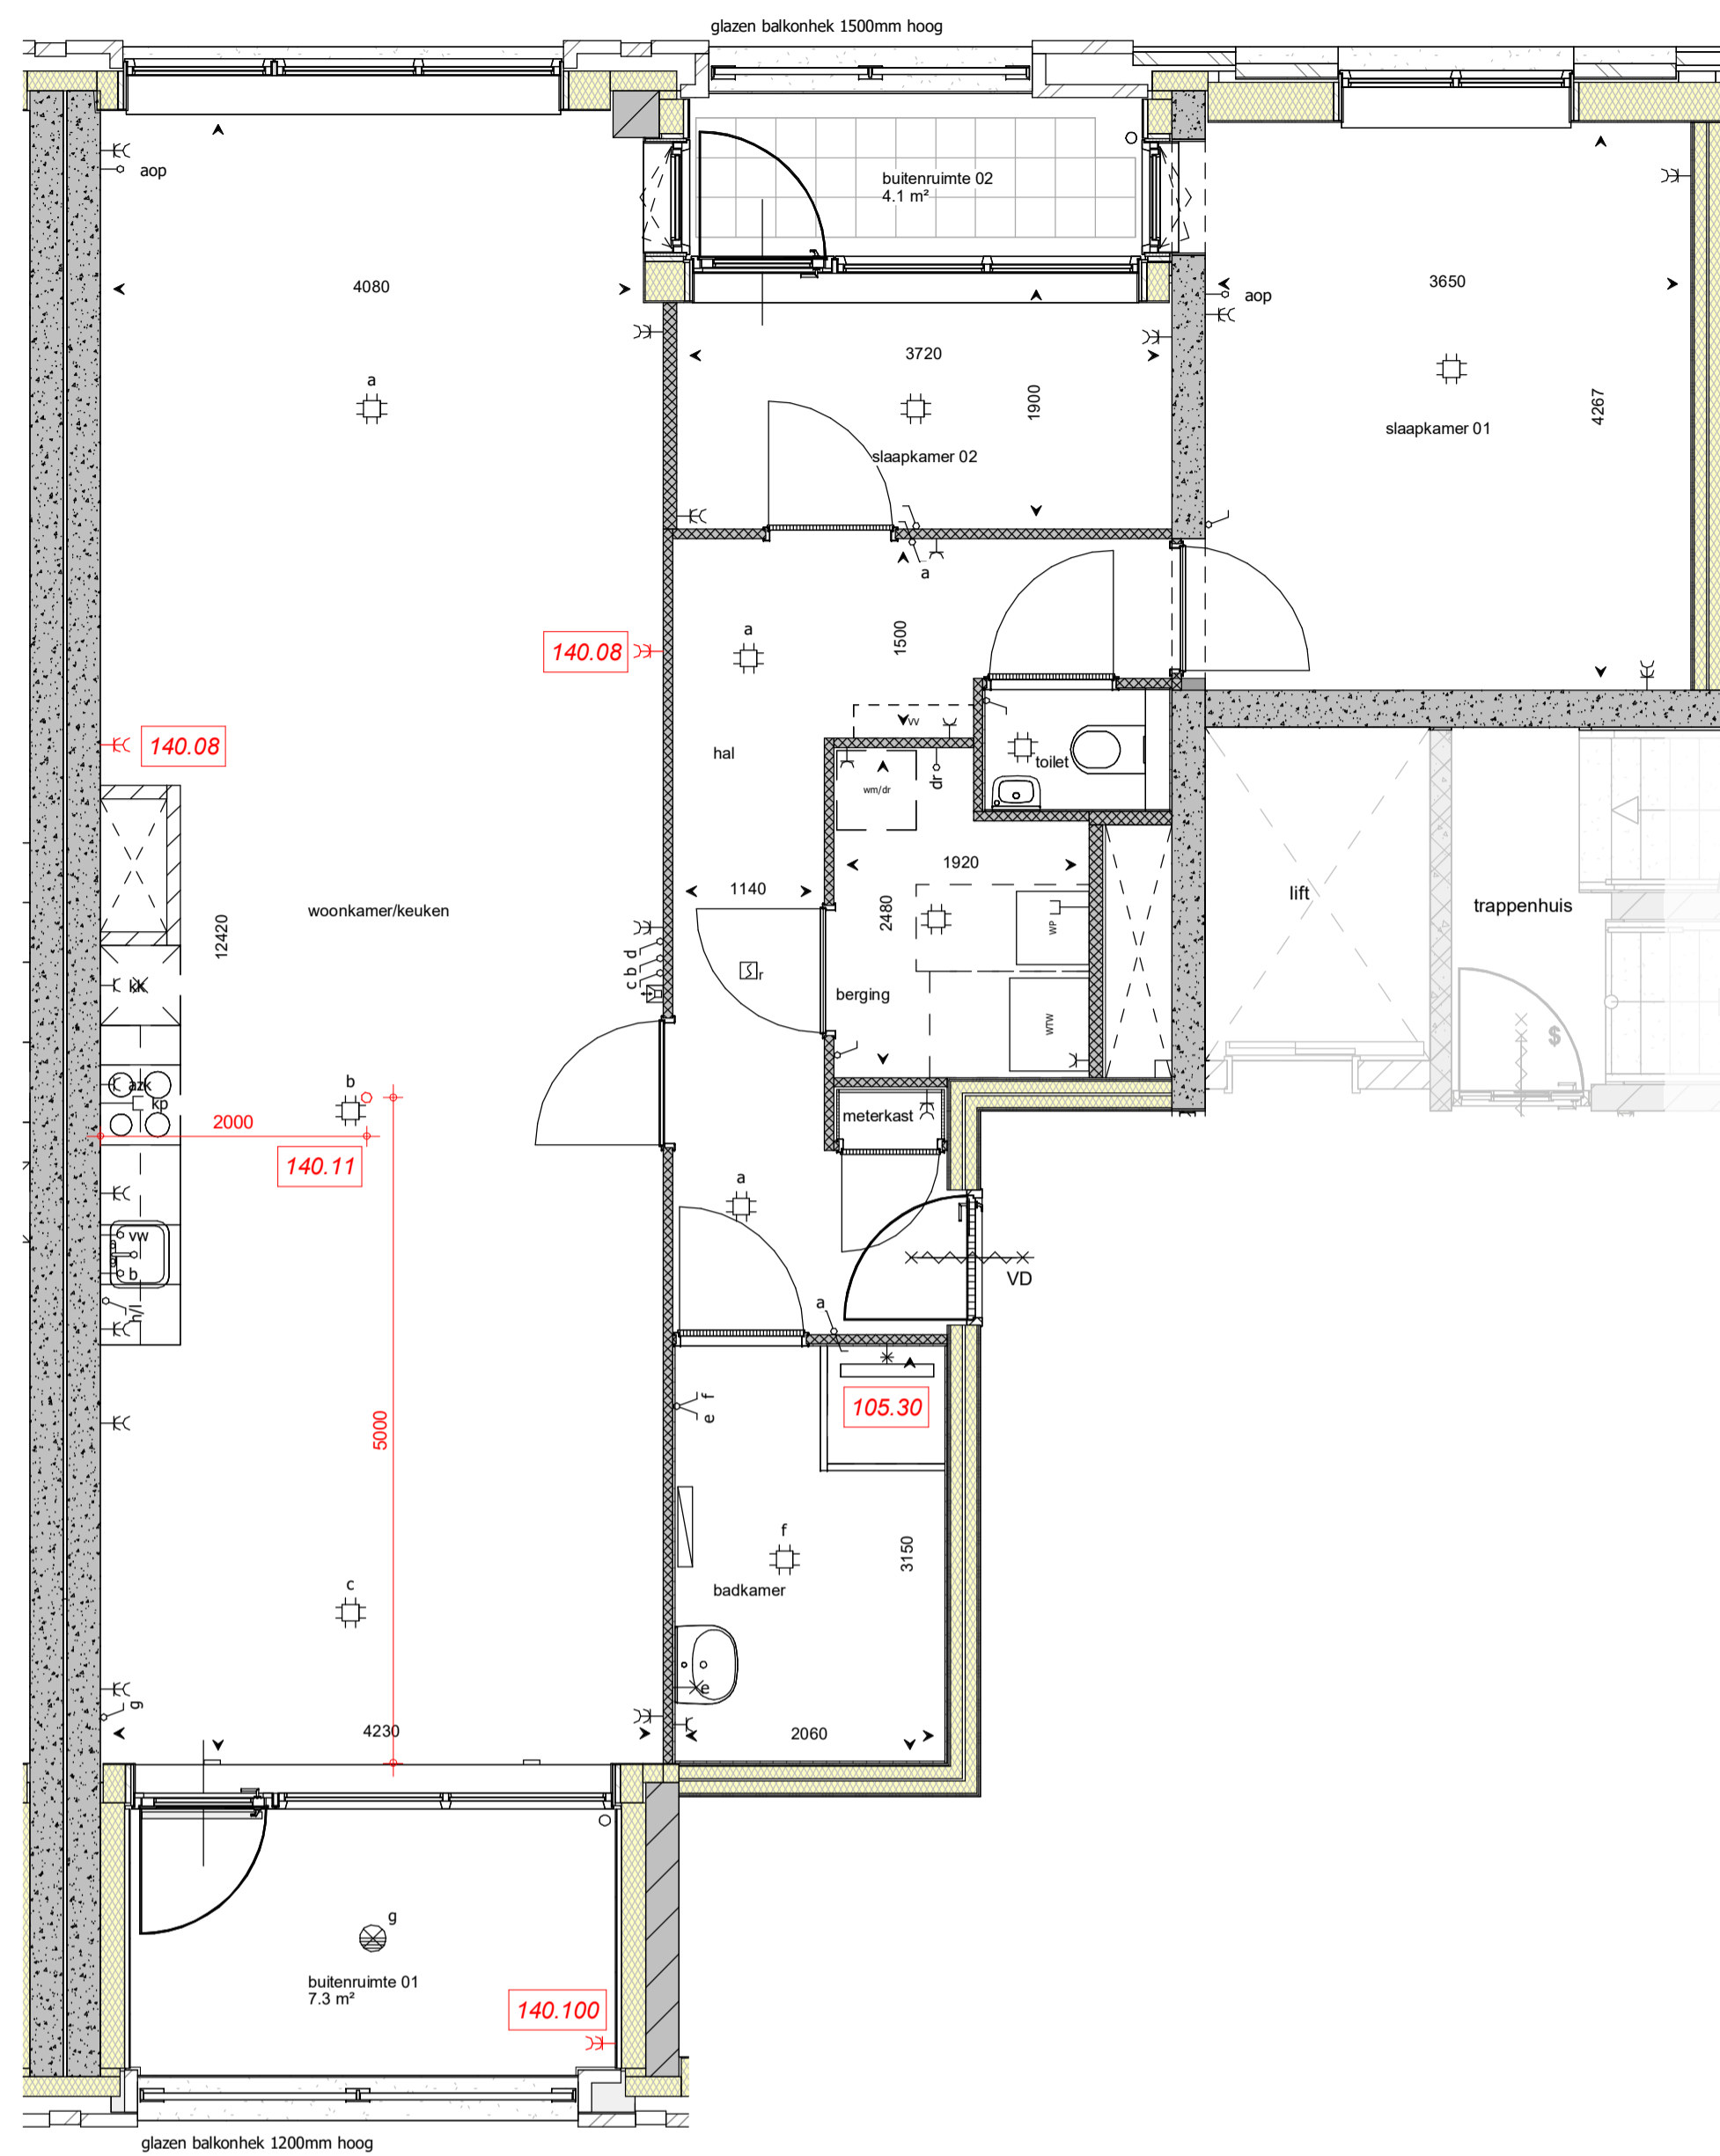 glazen balkonhek 1500mm hoog
aop
buitenruimte 02
4.1 m²
4080
3650
aop
3720
a
1900
4267
slaapkamer 01
slaapkamer 02
a
a
1500
140.08
140.08
vv
hal
toilet
dr
wm/dr
1920
1140
lift
2480
trappenhuis
woonkamer/keuken
12420
WP
c b d
r
kk
berging
WTW
$
azk
kp
b
2000
meterkast
140.11
a
vw
b
h/l
VD
a
f
e
105.30
5000
f
3150
c
badkamer
e
g
4230
2060
g
buitenruimte 01
7.3 m²
140.100
glazen balkonhek 1200mm hoog